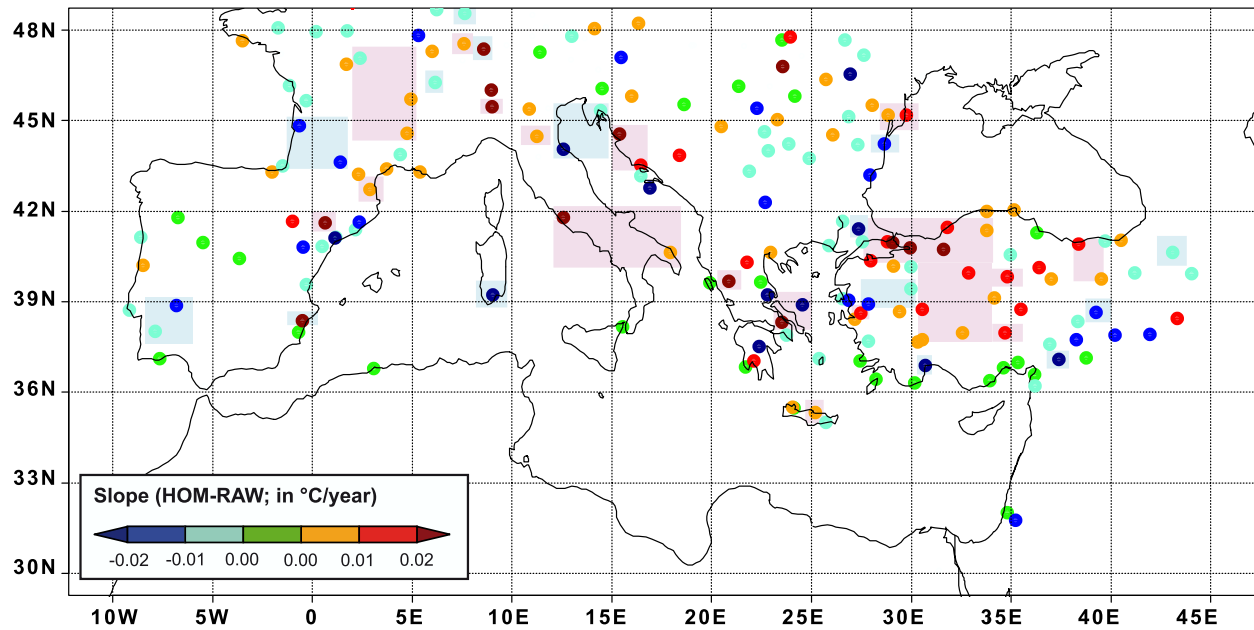 48N
45N
42N
39N
36N
33N
30N
Slope (HOM-RAW; in °C/year)
-0.02 -0.01 0.00 0.00 0.01 0.02
10W 5W 0 5E 10E 15E 20E 25E 30E 35E 40E 45E